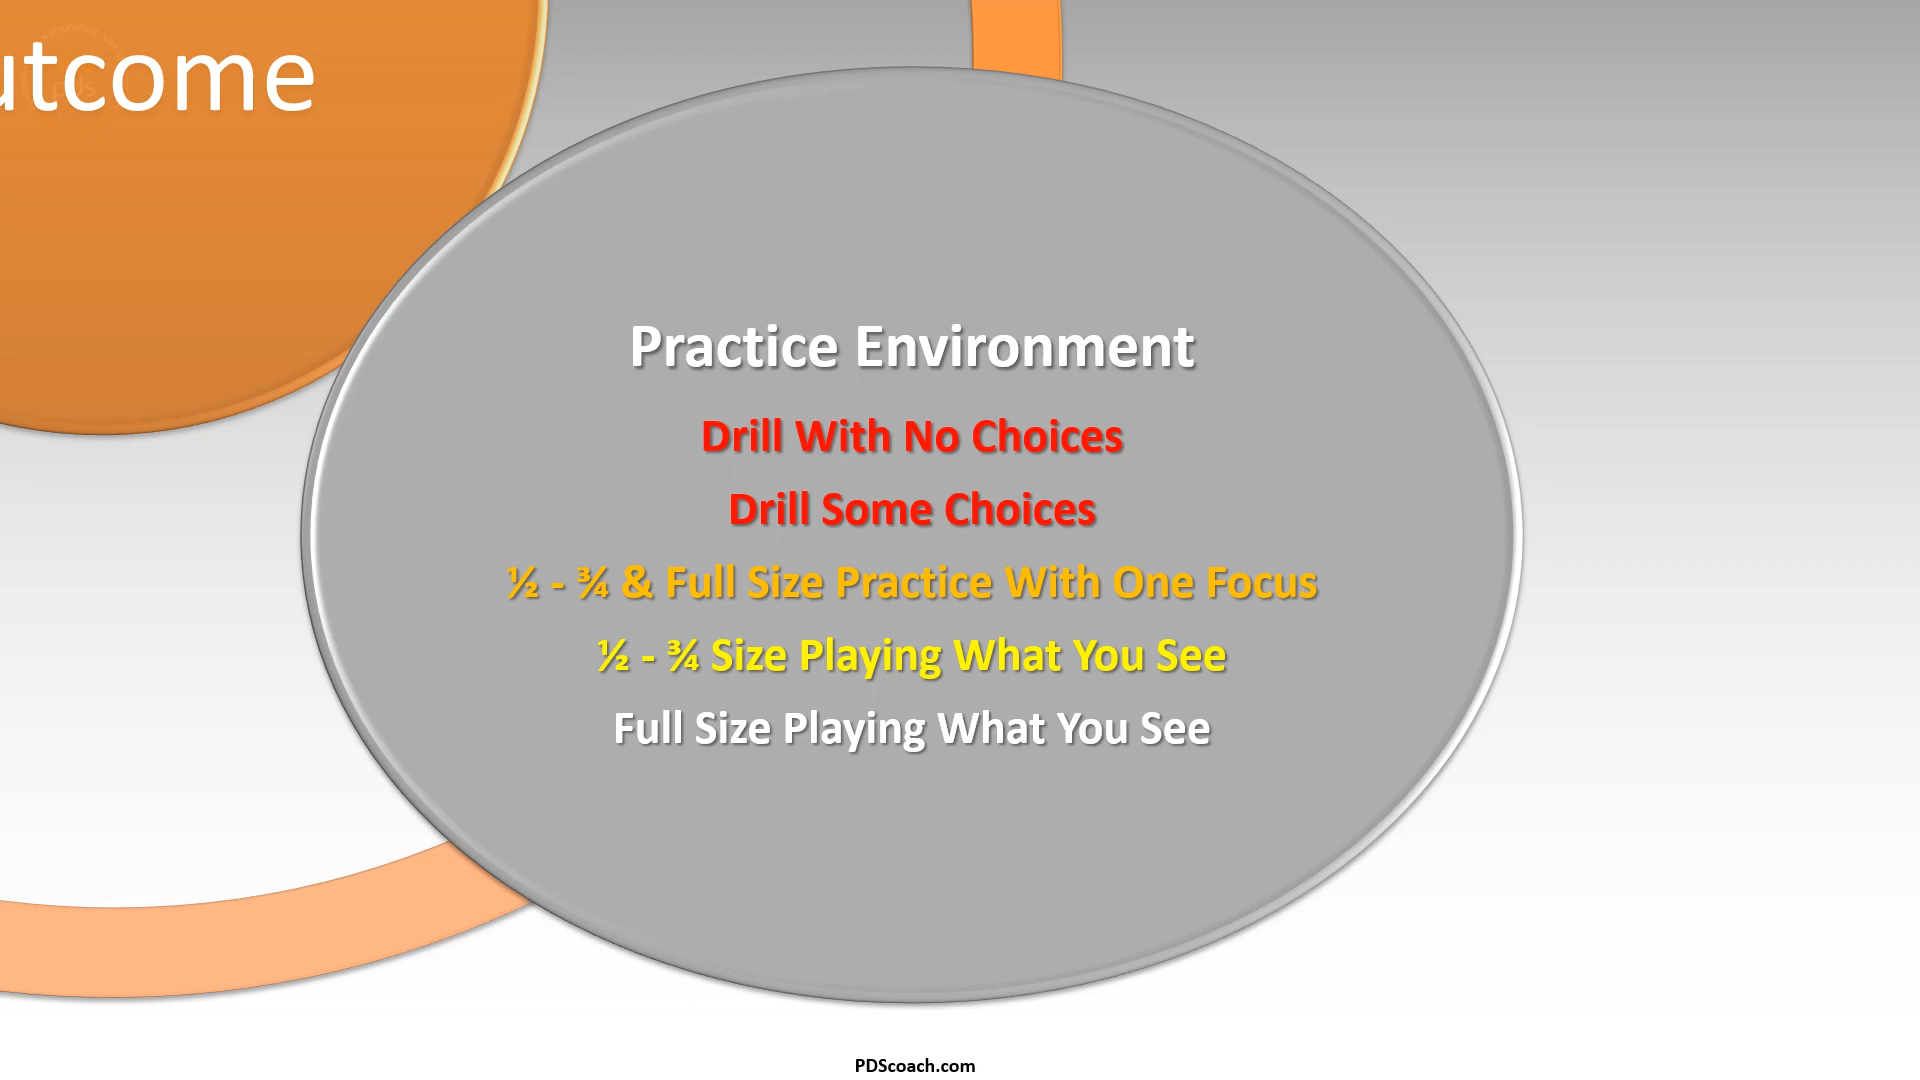 utcome
pds
Practice Environment
Drill With No Choices
Drill Some Choices
½ - ¾ & Full Size Practice With One Focus
½ - ¾ Size Playing What You See
Full Size Playing What You See
PDScoach.com